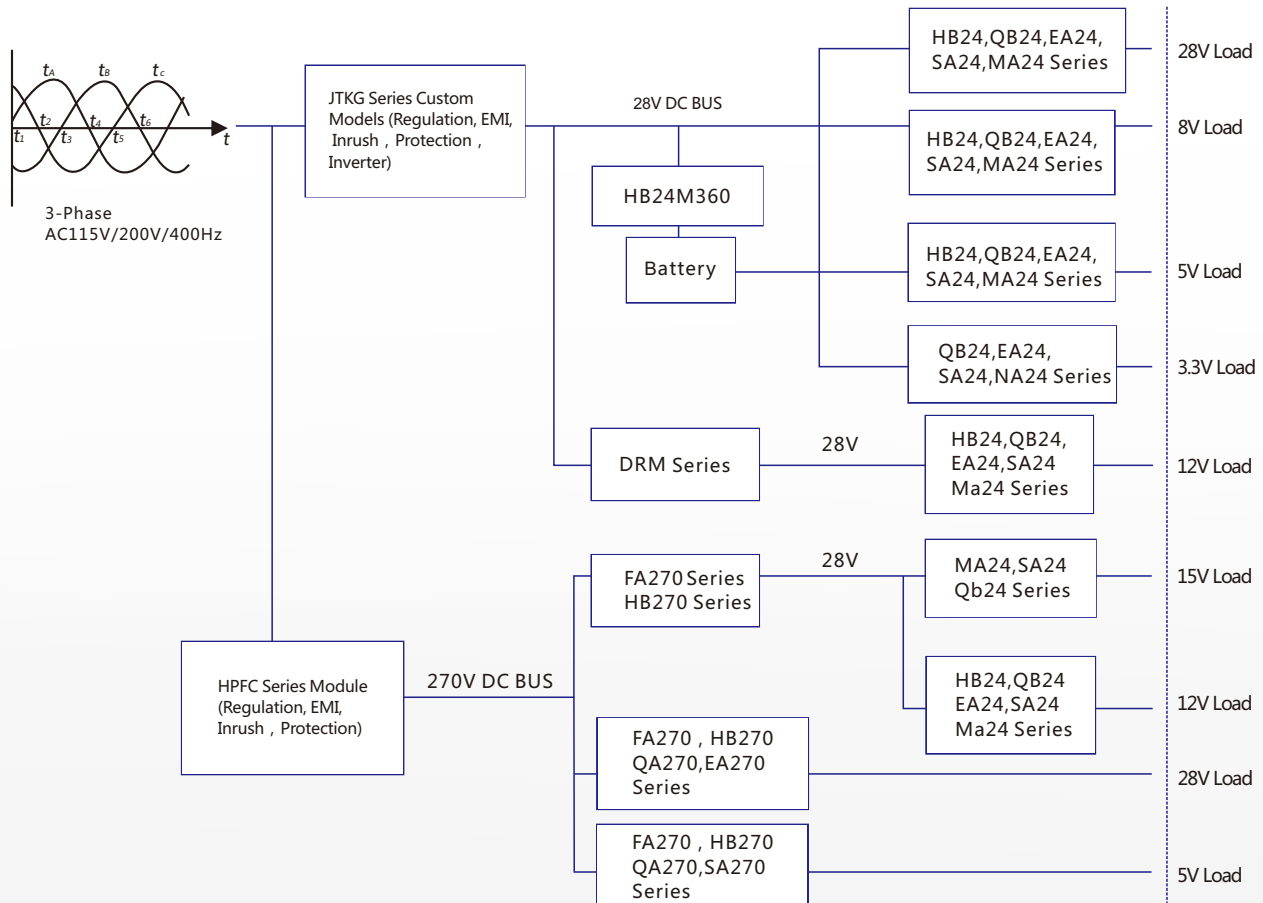 tA
tB
tc
t1
t2
t3
t4
t5
t6
t
3-Phase
AC115V/200V/400Hz
JTKG Series Custom
Models (Regulation, EMI,
Inrush , Protection ,
Inverter)
28V DC BUS
HB24M360
Battery
HB24,QB24,EA24,
SA24,MA24 Series
28V Load
HB24,QB24,EA24,
SA24,MA24 Series
8V Load
HB24,QB24,EA24,
SA24,MA24 Series
5V Load
QB24,EA24,
SA24,NA24 Series
3.3V Load
DRM Series
28V
HB24,QB24,
EA24,SA24
Ma24 Series
12V Load
HPFC Series Module
(Regulation, EMI,
Inrush , Protection)
270V DC BUS
FA270 Series
HB270 Series
28V
MA24,SA24
Qb24 Series
15V Load
HB24,QB24
EA24,SA24
Ma24 Series
12V Load
FA270 , HB270
QA270,EA270
Series
28V Load
FA270 , HB270
QA270,SA270
Series
5V Load